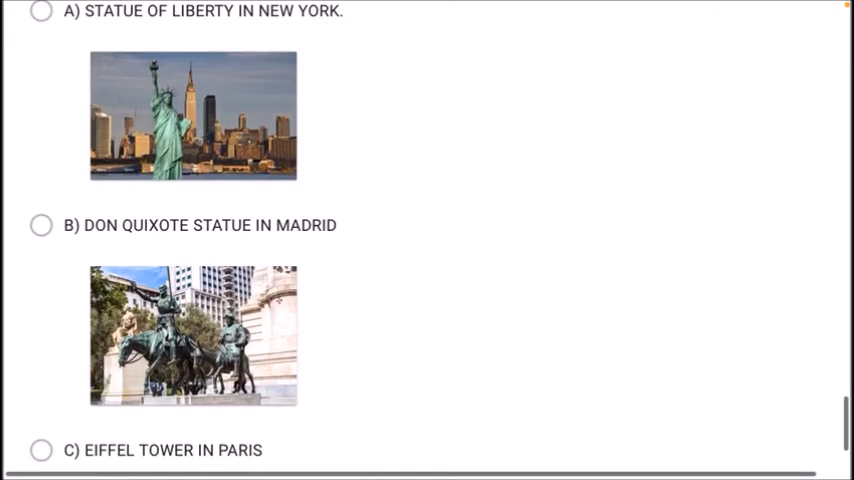 A) STATUE OF LIBERTY IN NEW YORK.
B) DON QUIXOTE STATUE IN MADRID
C) EIFFEL TOWER IN PARIS